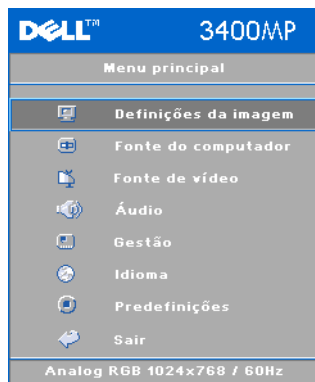 DELL™ 3400MP
Menu principal
Definições da imagem
Fonte do computador
Fonte de vídeo
Áudio
Gestão
Idioma
Predefinições
Sair
Analog RGB 1024x768 / 60Hz